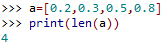 >>> a=[0.2,0.3,0.5,0.8]
>>> print(len(a))
4